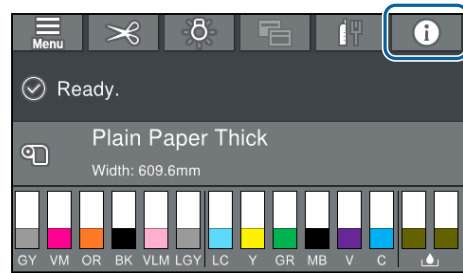 Menu
Ready.
Plain Paper Thick
Width: 609.6mm
GY VM OR BK VLM LGY LC Y GR MB V C